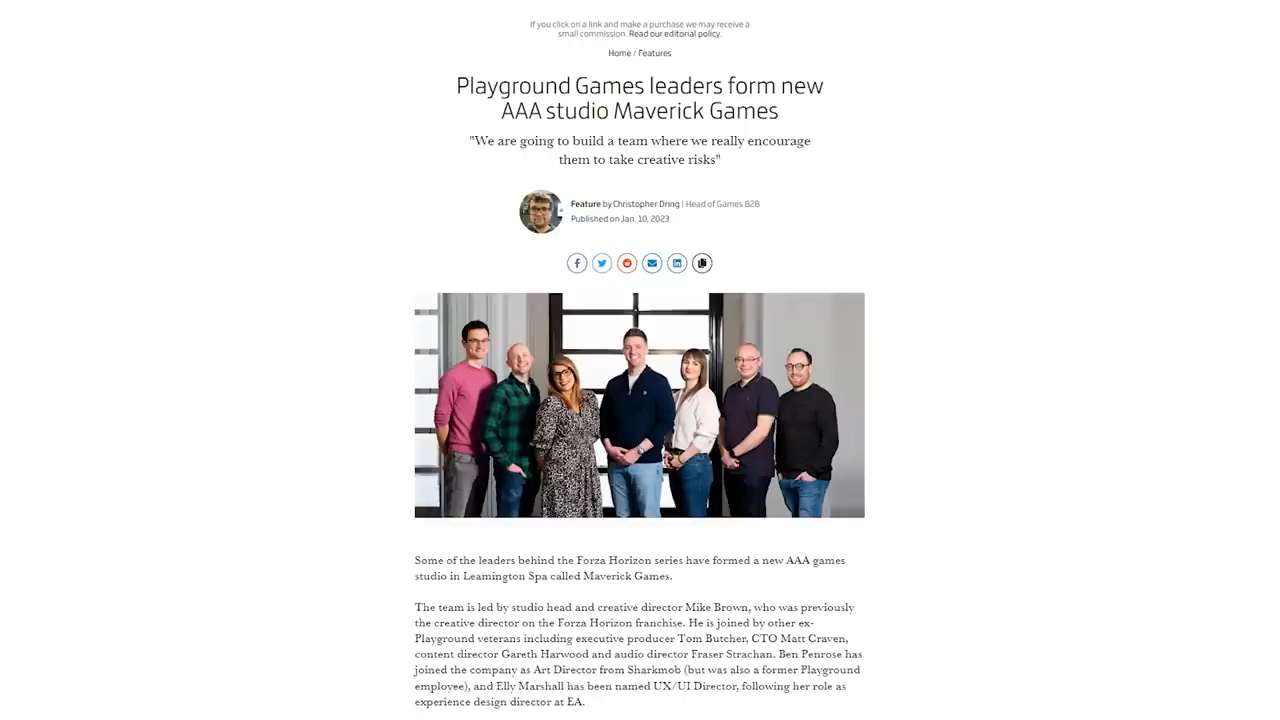 If you click on a link and make a purchase we may receive a
small commission. Read our editorial policy.
Home / Features
Playground Games leaders form new
AAA studio Maverick Games
"We are going to build a team where we really encourage
them to take creative risks"
Feature by Christopher Dring | Head of Games B2B
Published on Jan. 10, 2023
Some of the leaders behind the Forza Horizon series have formed a new AAA games
studio in Leamington Spa called Maverick Games.
The team is led by studio head and creative director Mike Brown, who was previously
the creative director on the Forza Horizon franchise. He is joined by other ex-
Playground veterans including executive producer Tom Butcher, CTO Matt Craven,
content director Gareth Harwood and audio director Fraser Strachan. Ben Penrose has
joined the company as Art Director from Sharkmob (but was also a former Playground
employee), and Elly Marshall has been named UX/UI Director, following her role as
experience design director at EA.